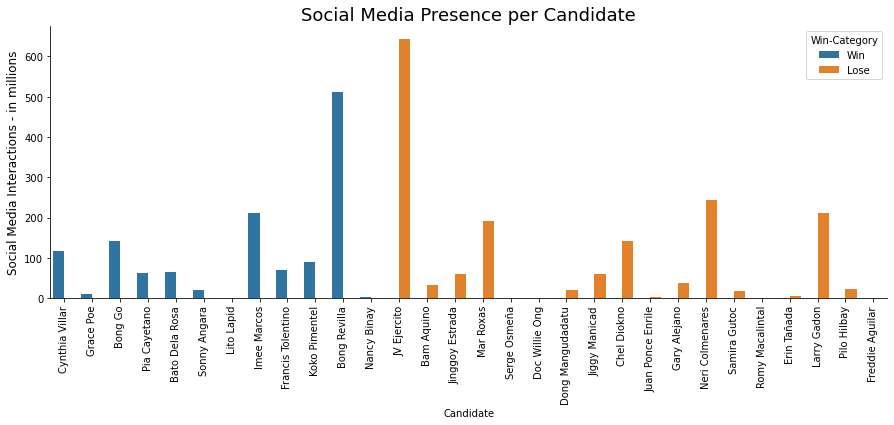 Social Media Presence per Candidate
Social Media Interactions - in millions
600
500
400
300
200
100
0
Win-Category
Win
Lose
Cynthia Villar
Grace Poe
Bong Go
Pia Cayetano
Bato Dela Rosa
Sonny Angara
Lito Lapid
Imee Marcos
Francis Tolentino
Koko Pimentel
Bong Revilla
Nancy Binay
JV Ejercito
Bam Aquino
Jinggoy Estrada
Mar Roxas
Serge Osmeña
Doc Willie Ong
Dong Mangudadatu
Jiggy Manicad
Chel Diokno
Juan Ponce Enrile
Gary Alejano
Neri Colmenares
Samira Gutoc
Romy Macalintal
Erin Tañada
Larry Gadon
Pilo Hilbay
Freddie Aguilar
Candidate